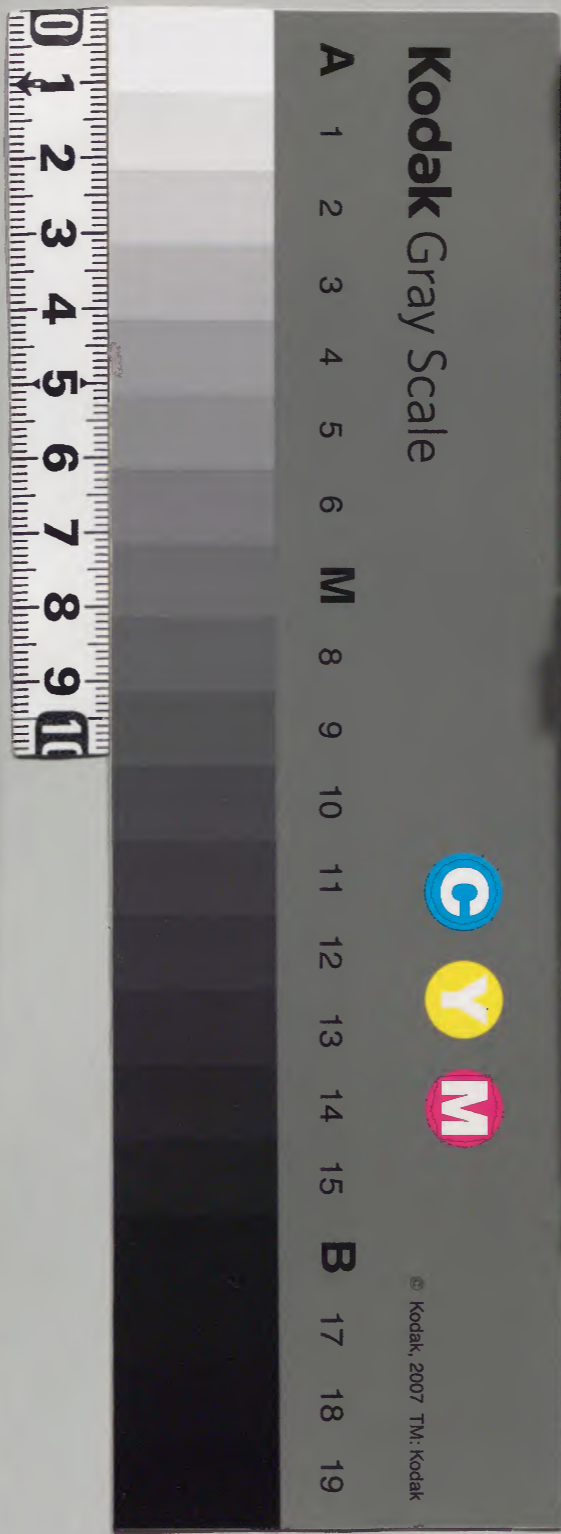 Kodak Gray Scale
C Y M
© Kodak, 2007 TM: Kodak
A 1 2 3 4 5 6 M 8 9 10 11 12 13 14 15 B 17 18 19
0 1 2 3 4 5 6 7 8 9 10